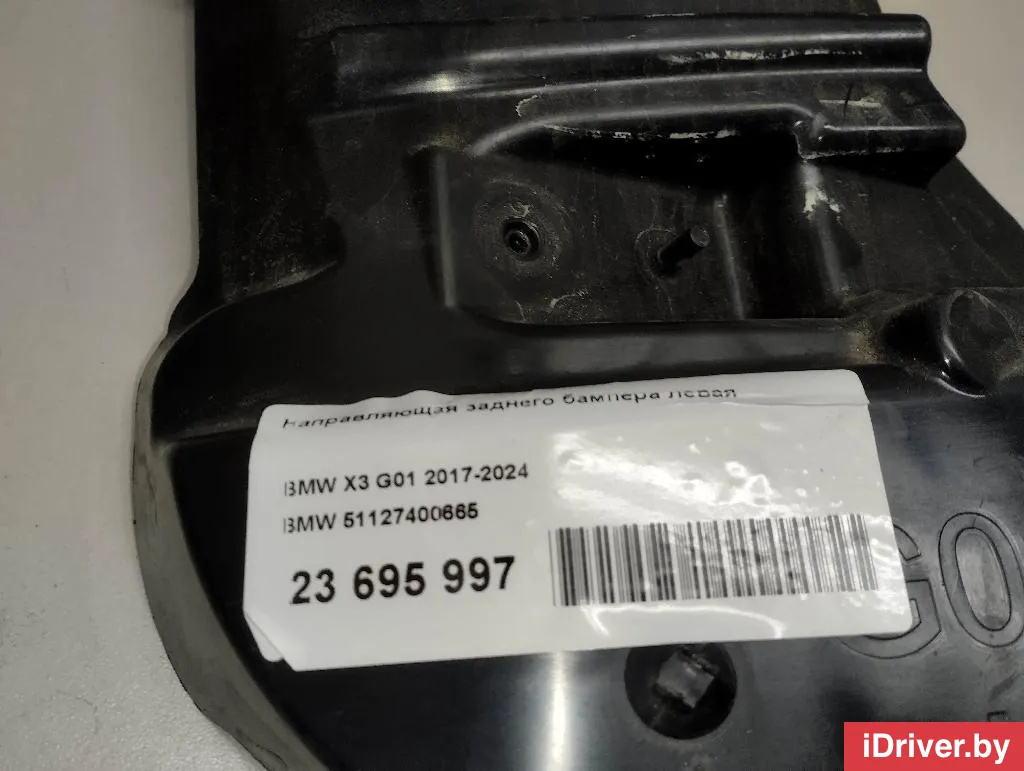 Направляющая заднего бампера левая
BMW X3 G01 2017-2024
BMW 51127400665
23 695 997
G0
iDriver.by